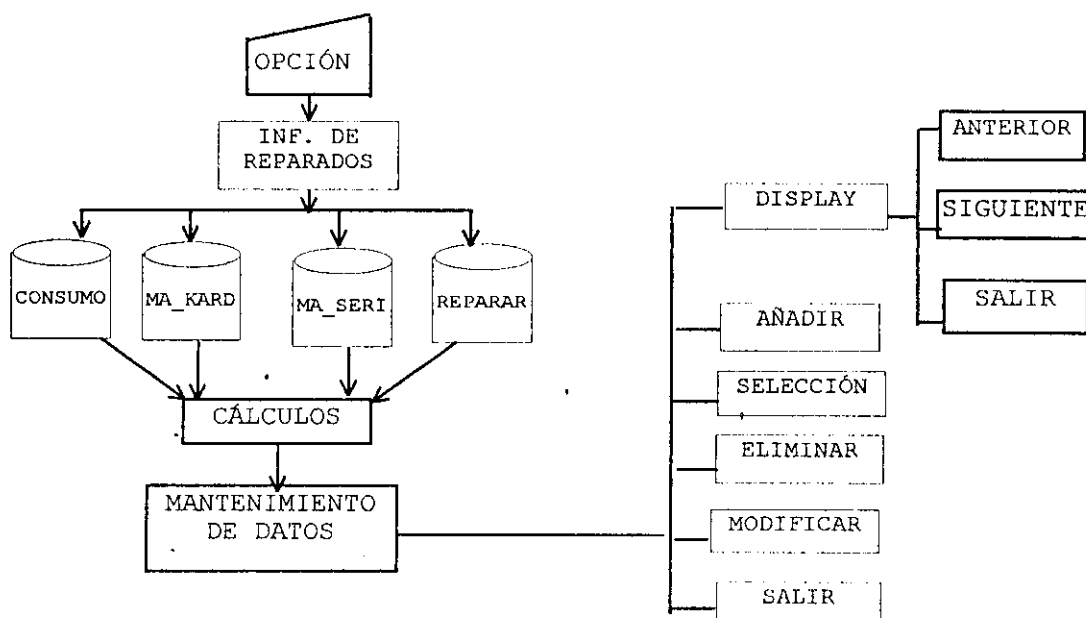 OPCIÓN
INF. DE
REPARADOS
CONSUMO
MA_KARD
MA_SERI
REPARAR
CÁLCULOS
MANTENIMIENTO
DE DATOS
DISPLAY
AÑADIR
SELECCIÓN
ELIMINAR
MODIFICAR
SALIR
ANTERIOR
SIGUIENTE
SALIR